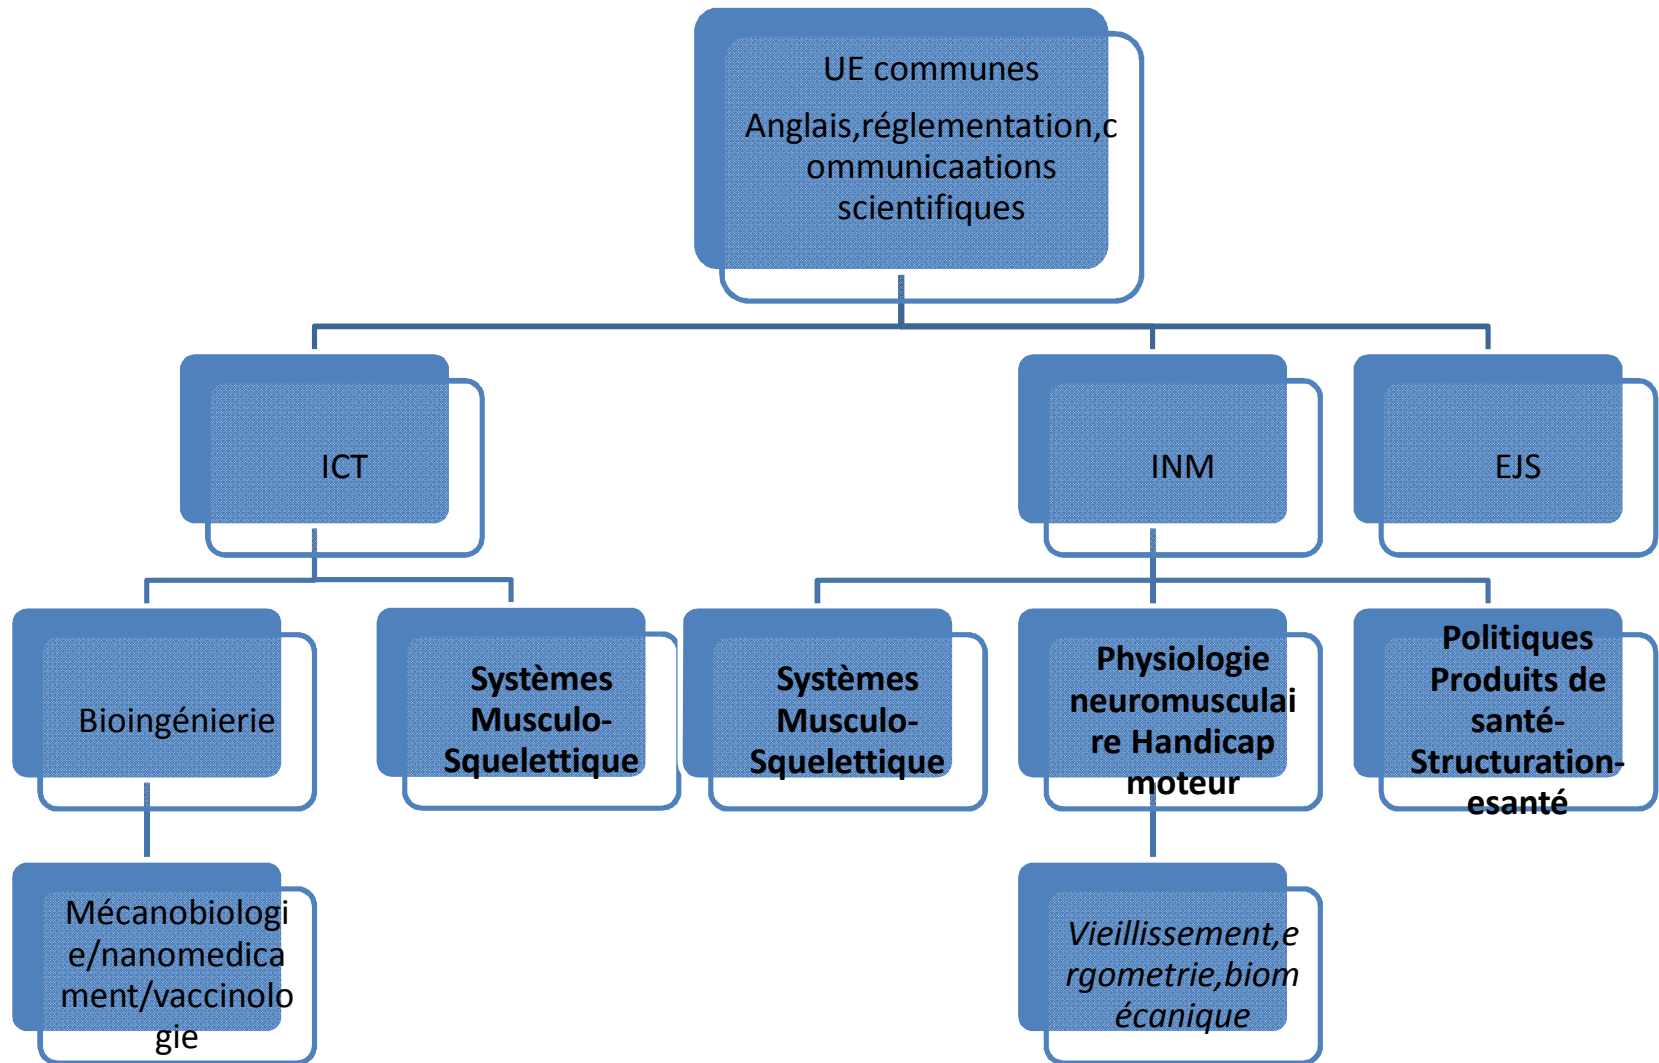 UE communes
Anglais,réglementation,c
ommunicaations
scientifiques
ICT
INM
EJS
Bioingénierie
Systèmes
Musculo-
Squelettique
Systèmes
Musculo-
Squelettique
Physiologie
neuromusculai
re Handicap
moteur
Politiques
Produits de
santé-
Structuration-
esanté
Mécanobiologi
e/nanomedica
ment/vaccinolo
gie
Vieillissement,e
rgometrie,biom
écanique